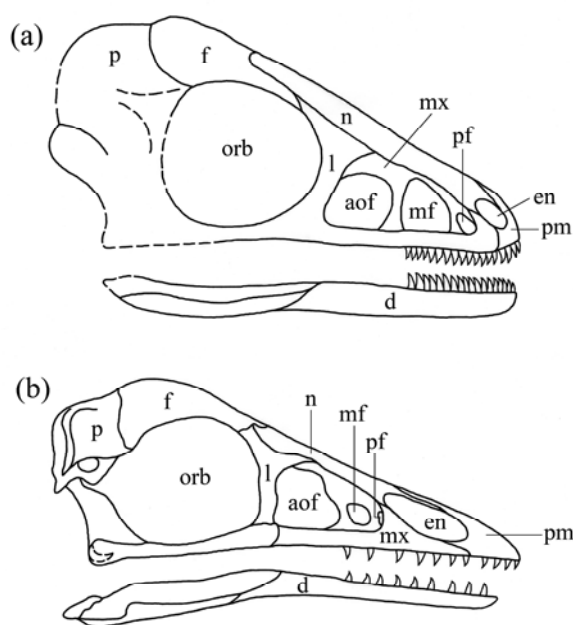 (a)
p
f
n
mx
pf
orb
l
aof
mf
en
pm
d
(b)
n
mf
pf
f
p
orb
l
aof
en
pm
mx
d